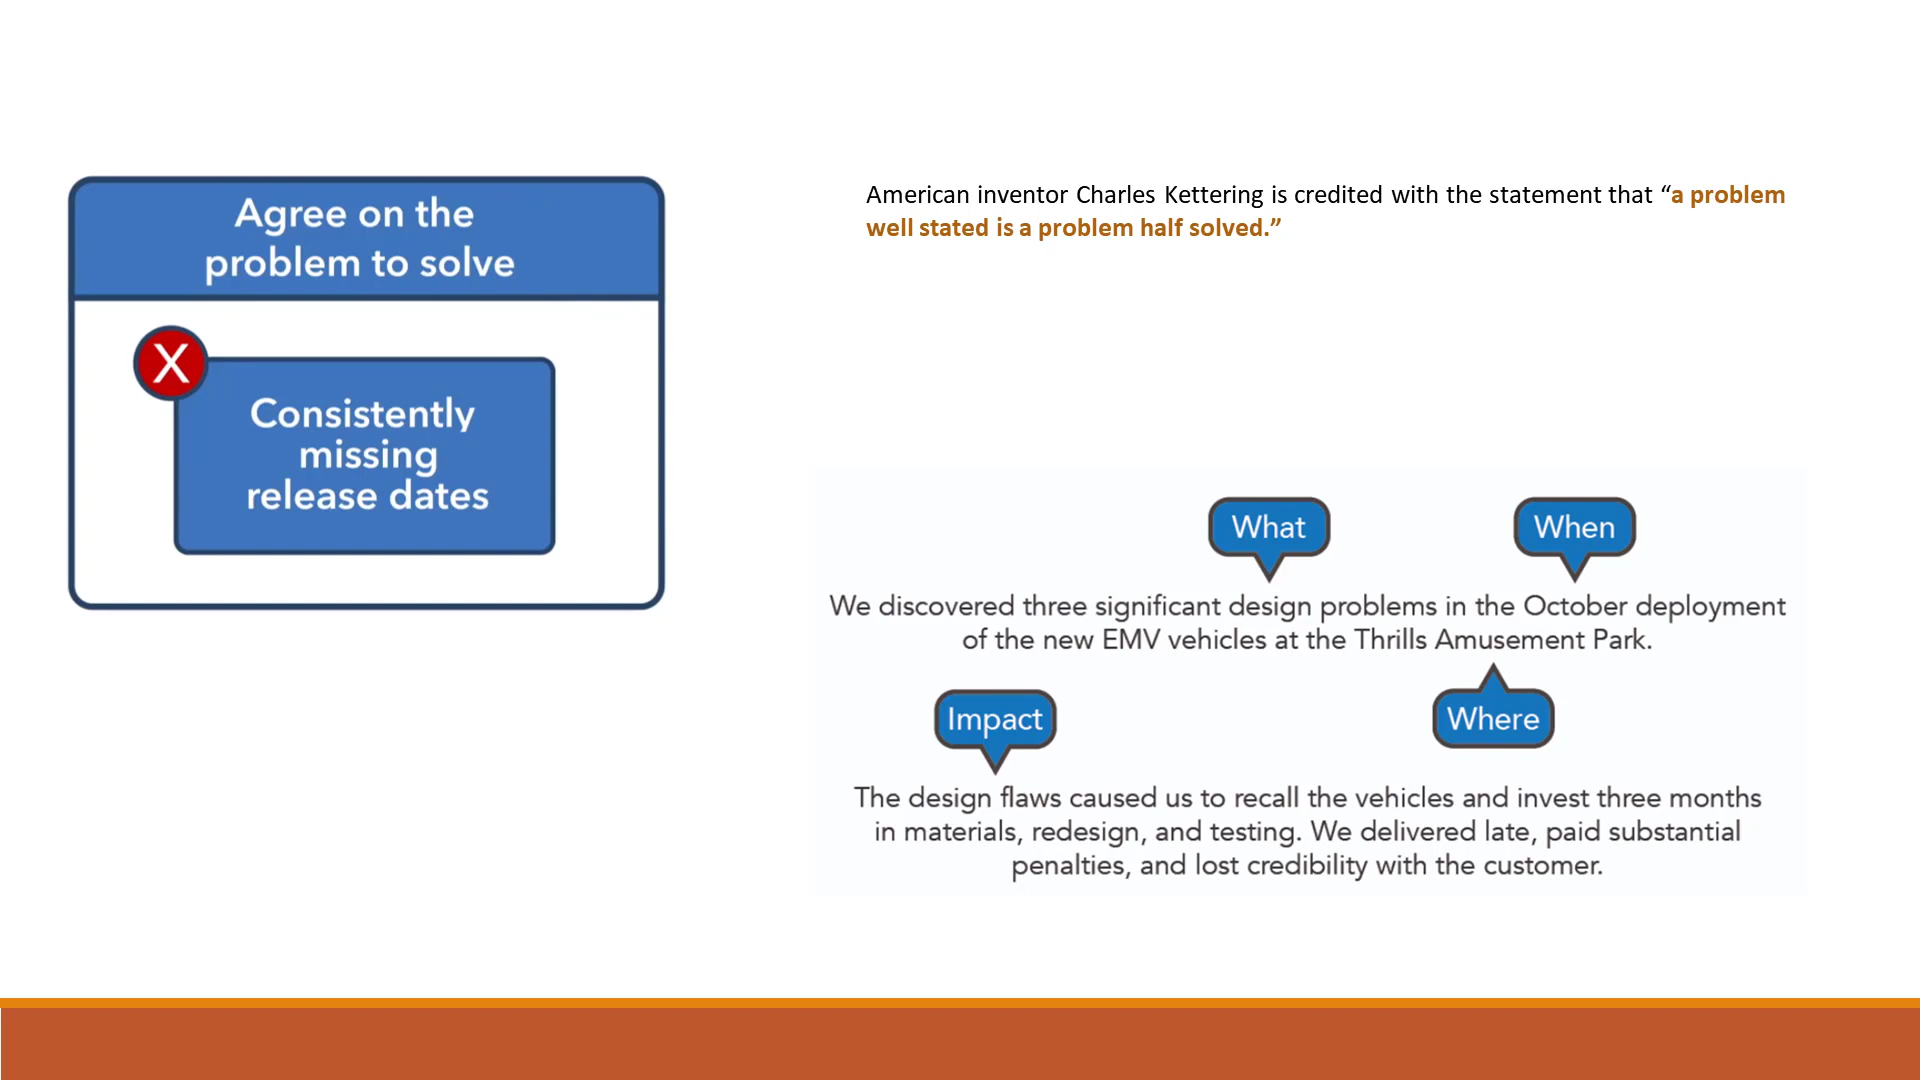 Agree on the
problem to solve
X
Consistently
missing
release dates
American inventor Charles Kettering is credited with the statement that “a problem
well stated is a problem half solved.”
What
When
We discovered three significant design problems in the October deployment
of the new EMV vehicles at the Thrills Amusement Park.
Impact
Where
The design flaws caused us to recall the vehicles and invest three months
in materials, redesign, and testing. We delivered late, paid substantial
penalties, and lost credibility with the customer.